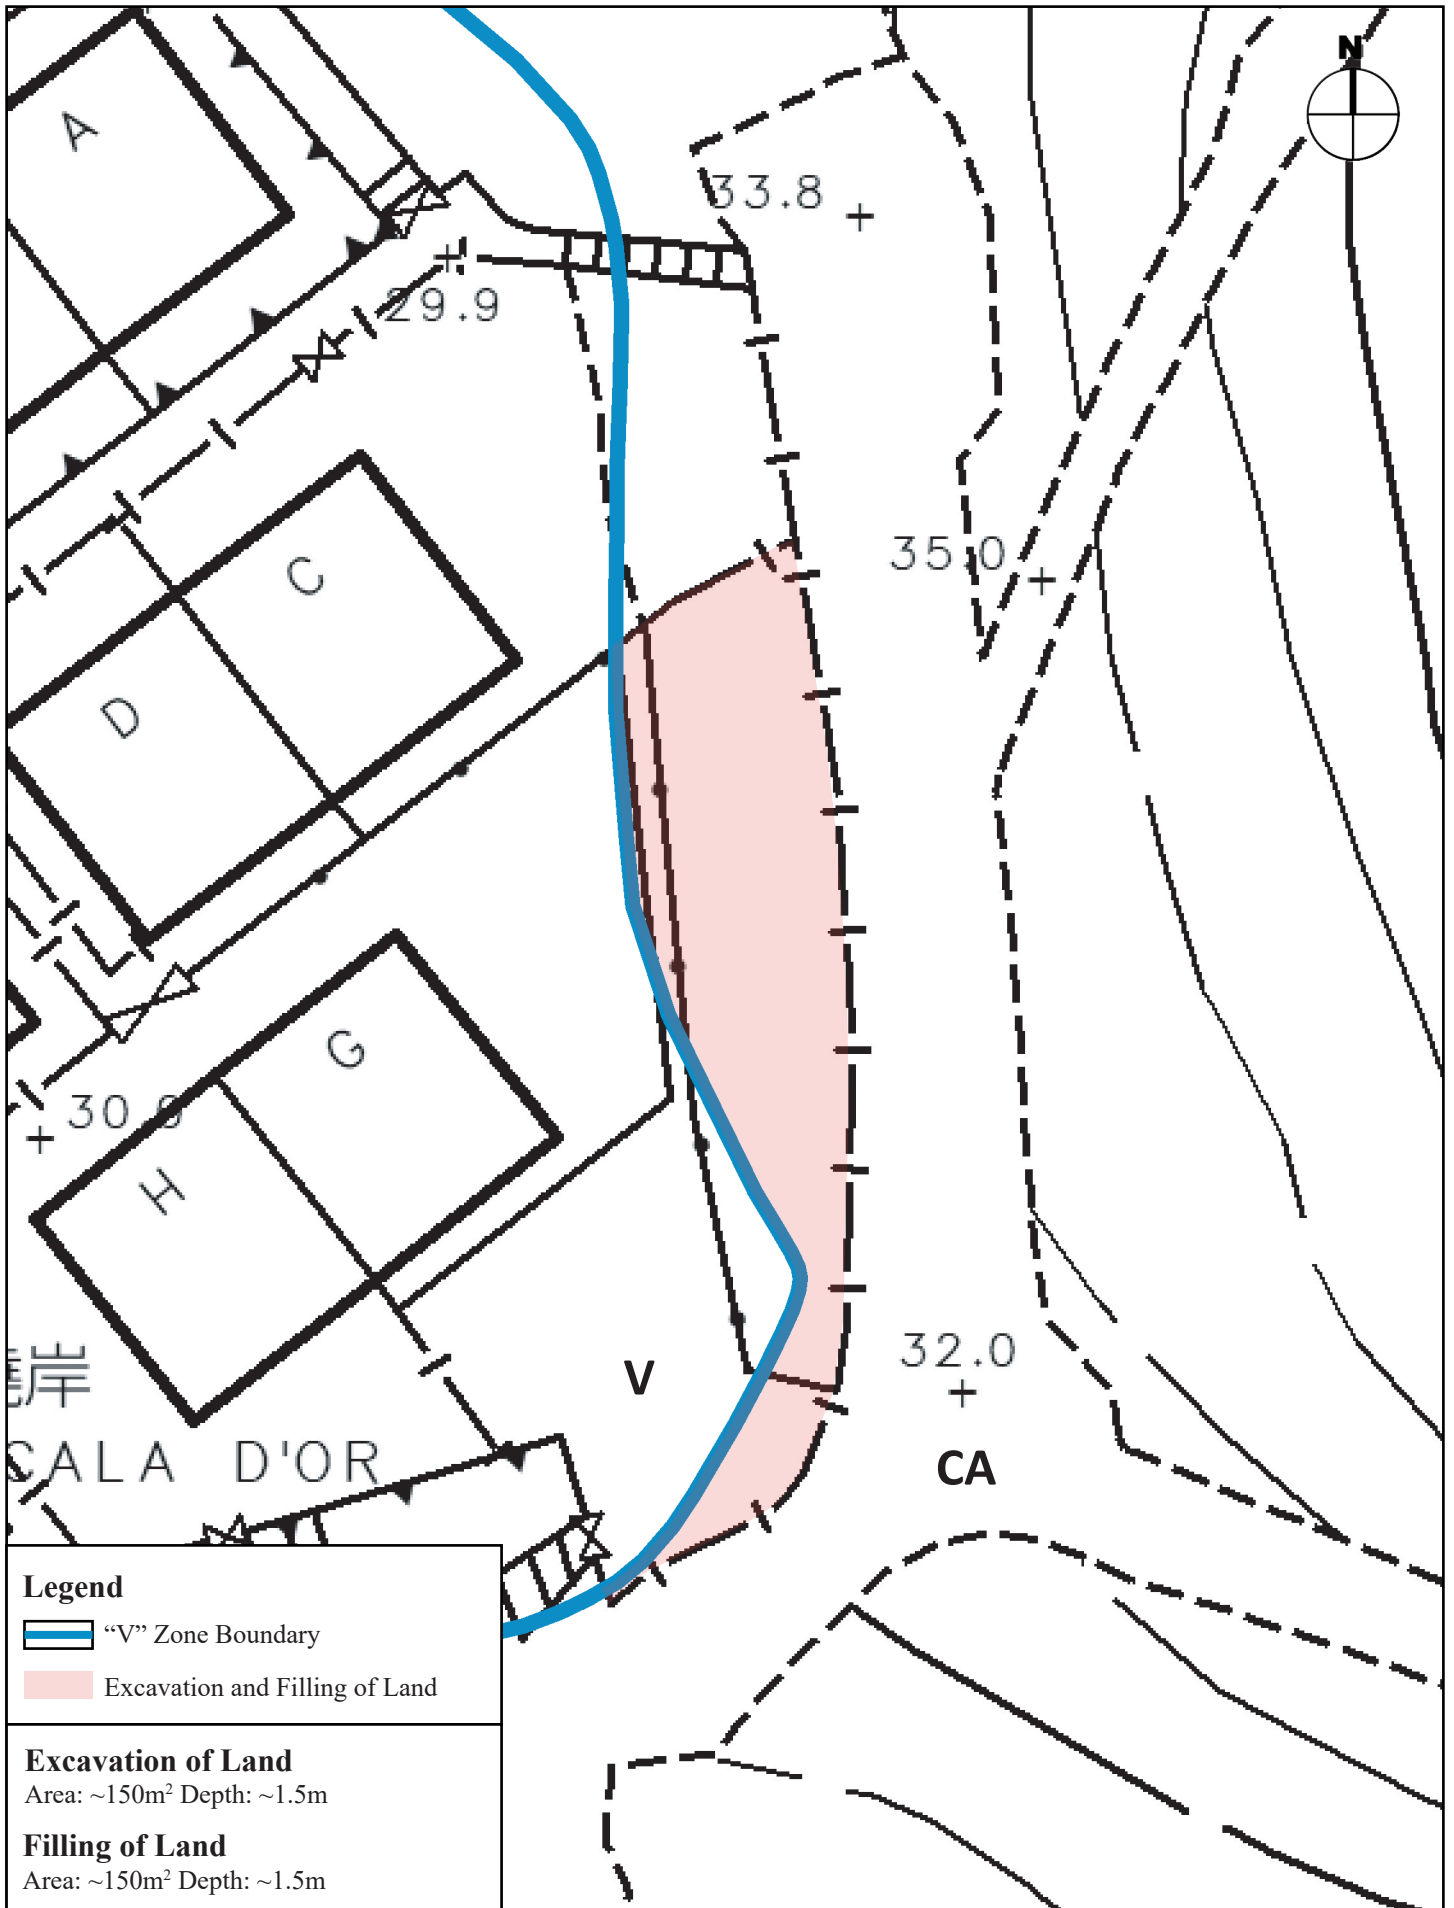 N
A
33.8
29.9
C
35.0
D
G
30.6
H
32.0
V
岸
CALA D'OR
CA
Legend
“V” Zone Boundary
Excavation and Filling of Land
Excavation of Land
Area: ~150m² Depth: ~1.5m
Filling of Land
Area: ~150m² Depth: ~1.5m